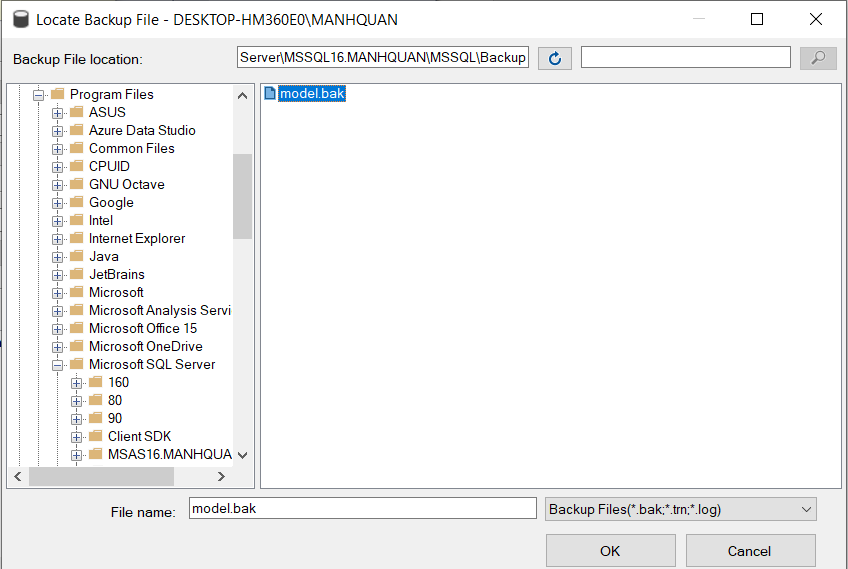 Locate Backup File - DESKTOP-HM360E0\MANHQUAN
Backup File location:
Server\MSSQL16.MANHQUAN\MSSQL\Backup
Program Files
ASUS
Azure Data Studio
Common Files
CPUID
GNU Octave
Google
Intel
Internet Explorer
Java
JetBrains
Microsoft
Microsoft Analysis Servi
Microsoft Office 15
Microsoft OneDrive
Microsoft SQL Server
160
80
90
Client SDK
MSAS16.MANHQUA
model.bak
File name:
model.bak
Backup Files(*.bak;*.trn;*.log)
OK
Cancel